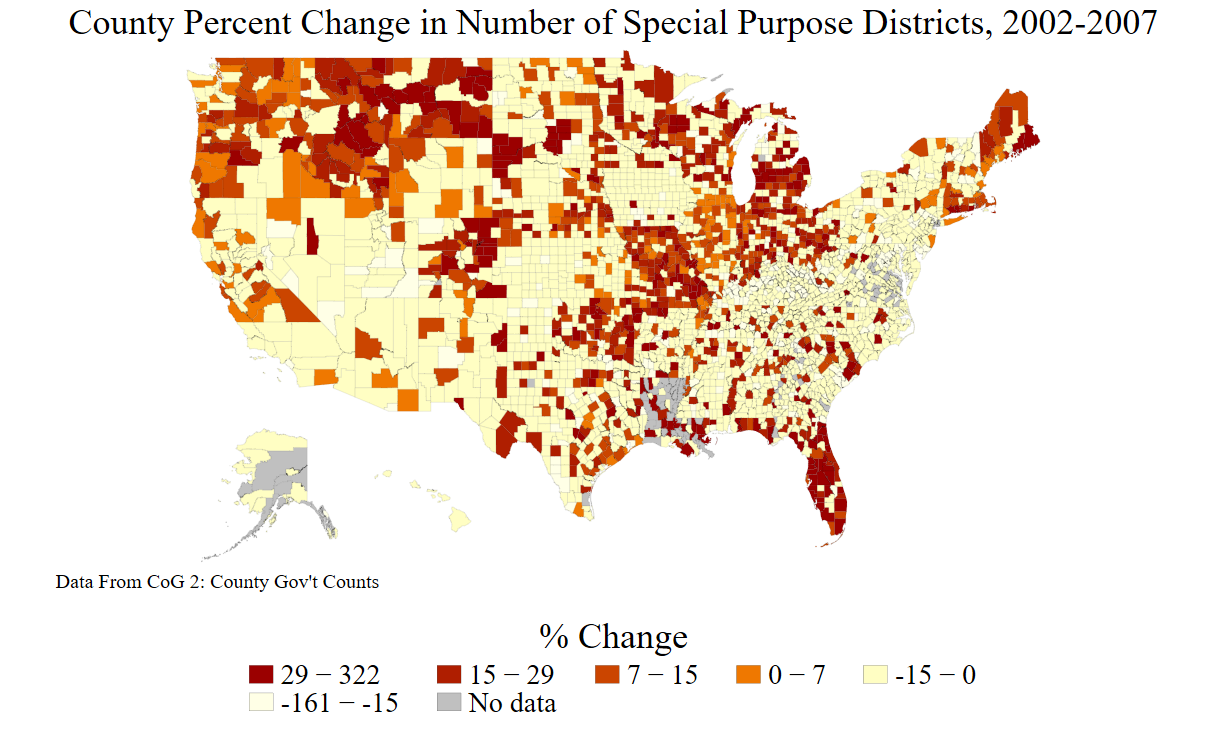 County Percent Change in Number of Special Purpose Districts, 2002-2007
Data From CoG 2: County Gov't Counts
% Change
29 − 322 15 − 29 7 − 15 0 − 7 -15 − 0
-161 − -15 No data